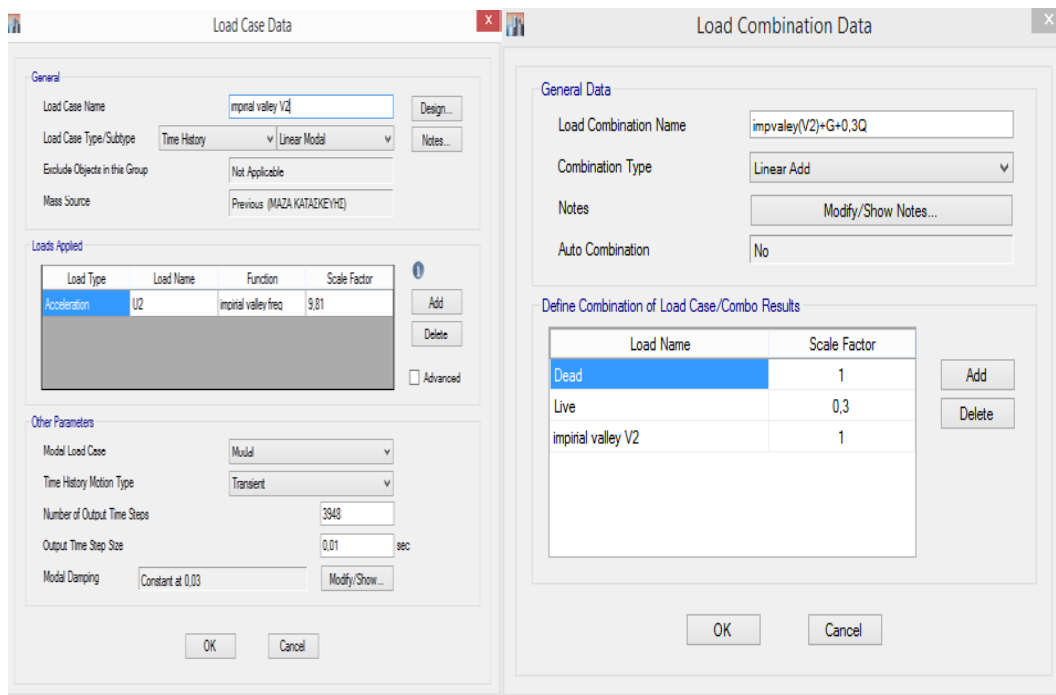 Load Case Data
X
General
Load Case Name
impirial valley V2
Design...
Load Case Type/Subtype
Time History
Linear Modal
Notes...
Exclude Objects in this Group
Not Applicable
Mass Source
Previous (ΜΑΖΑ ΚΑΤΑΣΚΕΥΗΣ)
Loads Applied
Load Type Load Name Function Scale Factor
Acceleration U2 impirial valley freq 9,81
i
Add
Delete
Advanced
Other Parameters
Modal Load Case
Modal
Time History Motion Type
Transient
Number of Output Time Steps
3948
Output Time Step Size
0,01 sec
Modal Damping
Constant at 0,03
Modify/Show...
OK Cancel
Load Combination Data
X
General Data
Load Combination Name
impvaley(V2)+G+0,3Q
Combination Type
Linear Add
Notes
Modify/Show Notes...
Auto Combination
No
Define Combination of Load Case/Combo Results
Load Name Scale Factor
Dead 1
Live 0,3
impirial valley V2 1
Add
Delete
OK Cancel